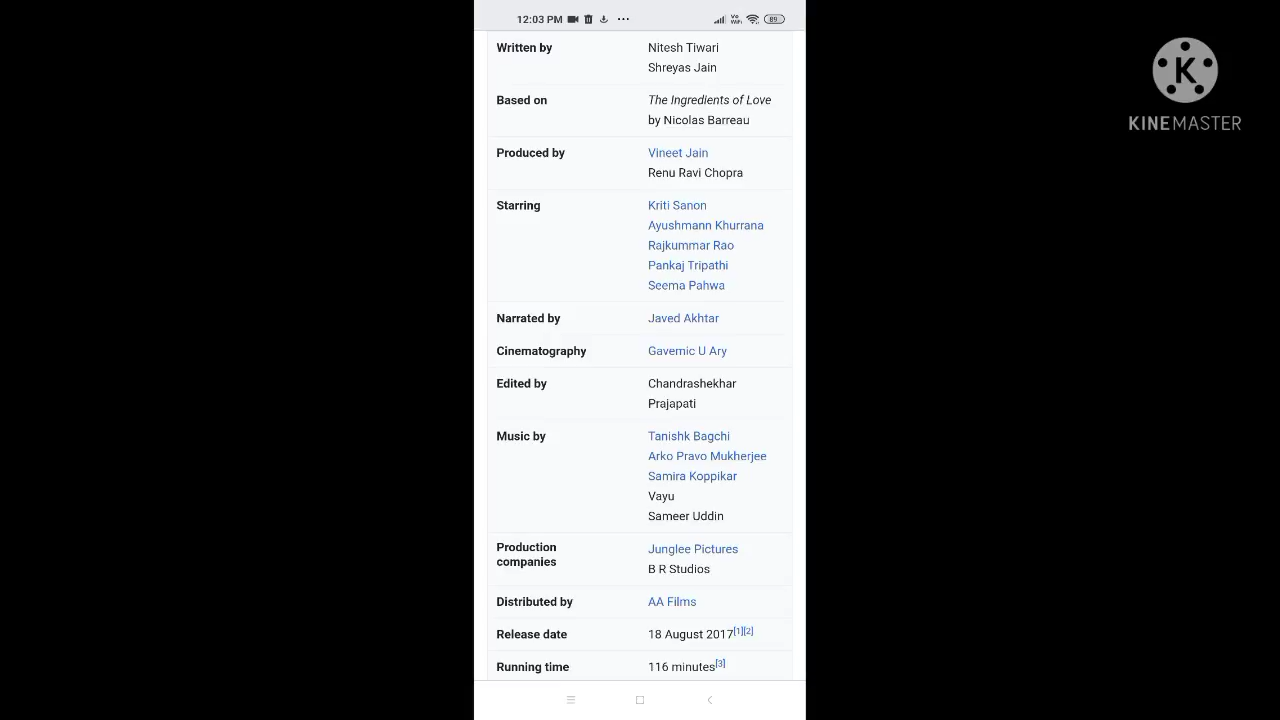 12:03 PM
Vo
WiFi
89
Written by
Nitesh Tiwari
Shreyas Jain
Based on
The Ingredients of Love
by Nicolas Barreau
Produced by
Vineet Jain
Renu Ravi Chopra
Starring
Kriti Sanon
Ayushmann Khurrana
Rajkummar Rao
Pankaj Tripathi
Seema Pahwa
Narrated by
Javed Akhtar
Cinematography
Gavemic U Ary
Edited by
Chandrashekhar
Prajapati
Music by
Tanishk Bagchi
Arko Pravo Mukherjee
Samira Koppikar
Vayu
Sameer Uddin
Production
companies
Junglee Pictures
B R Studios
Distributed by
AA Films
Release date
18 August 2017[1][2]
Running time
116 minutes[3]
K
KINEMASTER